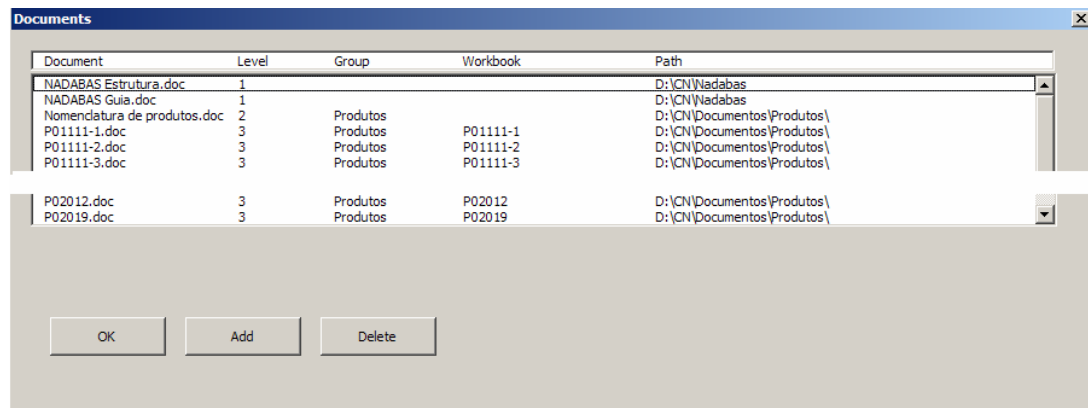 Documents
Document Level Group Workbook Path
NADABAS Estrutura.doc 1 D:\CN\Nadabas
NADABAS Guia.doc 1 D:\CN\Nadabas
Nomenclatura de produtos.doc 2 Produtos D:\CN\Documentos\Produtos\
P01111-1.doc 3 Produtos P01111-1 D:\CN\Documentos\Produtos\
P01111-2.doc 3 Produtos P01111-2 D:\CN\Documentos\Produtos\
P01111-3.doc 3 Produtos P01111-3 D:\CN\Documentos\Produtos\
P02012.doc 3 Produtos P02012 D:\CN\Documentos\Produtos\
P02019.doc 3 Produtos P02019 D:\CN\Documentos\Produtos\
OK Add Delete